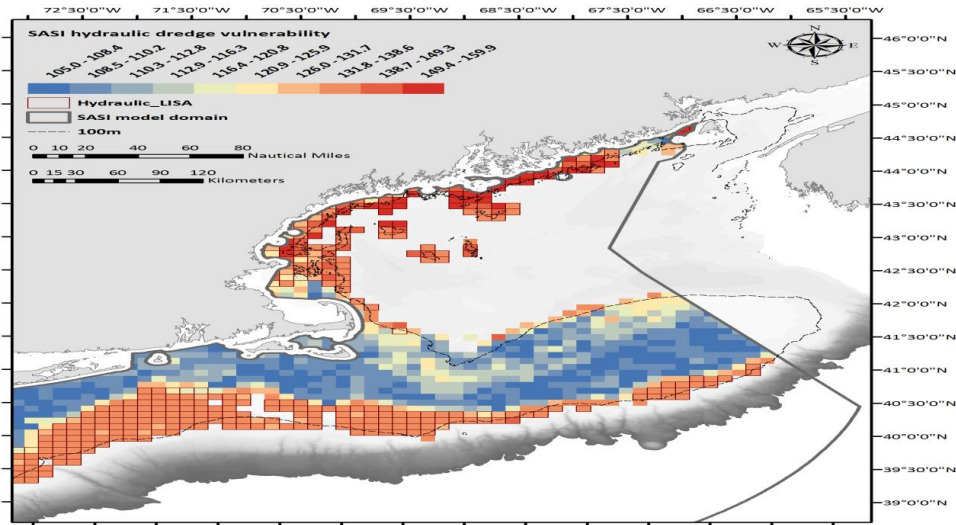 72°30'0"W 71°30'0"W 70°30'0"W 69°30'0"W 68°30'0"W 67°30'0"W 66°30'0"W 65°30'0"W
SASI hydraulic dredge vulnerability
105.0 - 108.4
108.5 - 110.2
110.3 - 112.8
112.9 - 116.3
116.4 - 120.8
120.9 - 125.9
126.0 - 131.7
131.8 - 138.6
138.7 - 149.3
149.4 - 159.9
Hydraulic_LISA
SASI model domain
100m
0 10 20 40 60 80 Nautical Miles
0 15 30 60 90 120 Kilometers
N
W E
S
46°0'0"N
45°30'0"N
45°0'0"N
44°30'0"N
44°0'0"N
43°30'0"N
43°0'0"N
42°30'0"N
42°0'0"N
41°30'0"N
41°0'0"N
40°30'0"N
40°0'0"N
39°30'0"N
39°0'0"N